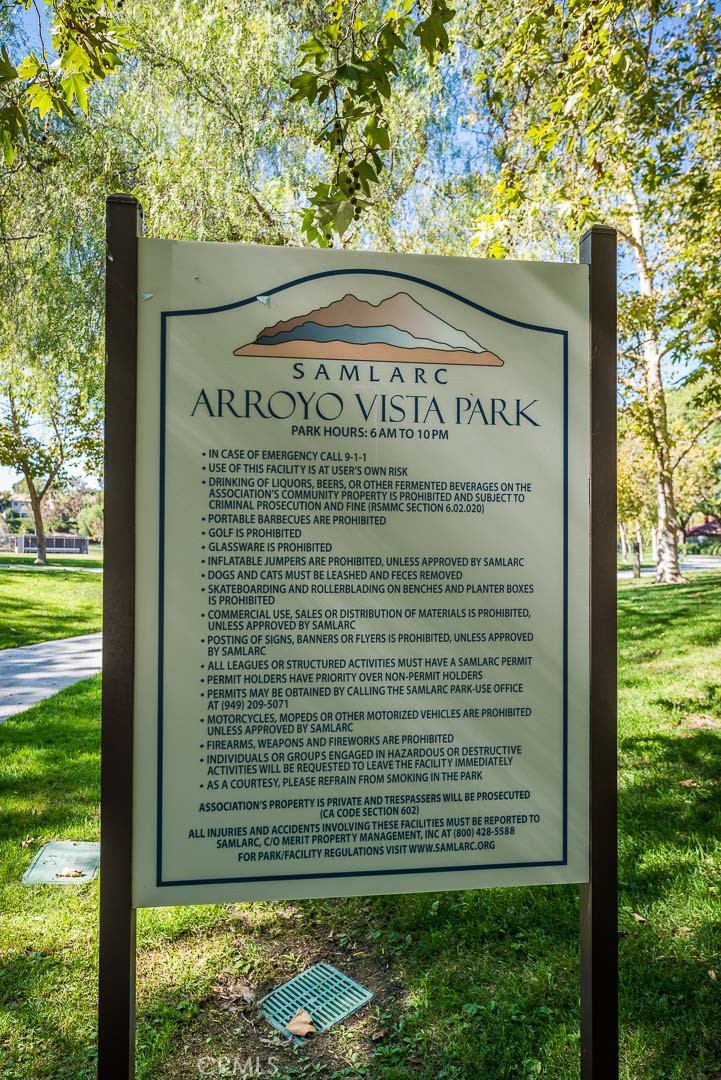 SAMLARC
ARROYO VISTA PARK
PARK HOURS: 6 AM TO 10 PM
• IN CASE OF EMERGENCY CALL 9-1-1
• USE OF THIS FACILITY IS AT USER'S OWN RISK
• DRINKING OF LIQUORS, BEERS, OR OTHER FERMENTED BEVERAGES ON THE
ASSOCIATION'S COMMUNITY PROPERTY IS PROHIBITED AND SUBJECT TO
CRIMINAL PROSECUTION AND FINE (RSMMC SECTION 6.02.020)
• PORTABLE BARBECUES ARE PROHIBITED
• GOLF IS PROHIBITED
• GLASSWARE IS PROHIBITED
• INFLATABLE JUMPERS ARE PROHIBITED, UNLESS APPROVED BY SAMLARC
• DOGS AND CATS MUST BE LEASHED AND FECES REMOVED
• SKATEBOARDING AND ROLLERBLADING ON BENCHES AND PLANTER BOXES
IS PROHIBITED
• COMMERCIAL USE, SALES OR DISTRIBUTION OF MATERIALS IS PROHIBITED,
UNLESS APPROVED BY SAMLARC
• POSTING OF SIGNS, BANNERS OR FLYERS IS PROHIBITED, UNLESS APPROVED
BY SAMLARC
• ALL LEAGUES OR STRUCTURED ACTIVITIES MUST HAVE A SAMLARC PERMIT
• PERMIT HOLDERS HAVE PRIORITY OVER NON-PERMIT HOLDERS
• PERMITS MAY BE OBTAINED BY CALLING THE SAMLARC PARK-USE OFFICE
AT (949) 209-5071
• MOTORCYCLES, MOPEDS OR OTHER MOTORIZED VEHICLES ARE PROHIBITED
UNLESS APPROVED BY SAMLARC
• FIREARMS, WEAPONS AND FIREWORKS ARE PROHIBITED
• INDIVIDUALS OR GROUPS ENGAGED IN HAZARDOUS OR DESTRUCTIVE
ACTIVITIES WILL BE REQUESTED TO LEAVE THE FACILITY IMMEDIATELY
• AS A COURTESY, PLEASE REFRAIN FROM SMOKING IN THE PARK
ASSOCIATION'S PROPERTY IS PRIVATE AND TRESPASSERS WILL BE PROSECUTED
(CA CODE SECTION 602)
ALL INJURIES AND ACCIDENTS INVOLVING THESE FACILITIES MUST BE REPORTED TO
SAMLARC, C/O MERIT PROPERTY MANAGEMENT, INC AT (800) 428-5588
FOR PARK/FACILITY REGULATIONS VISIT WWW.SAMLARC.ORG
CRMLS